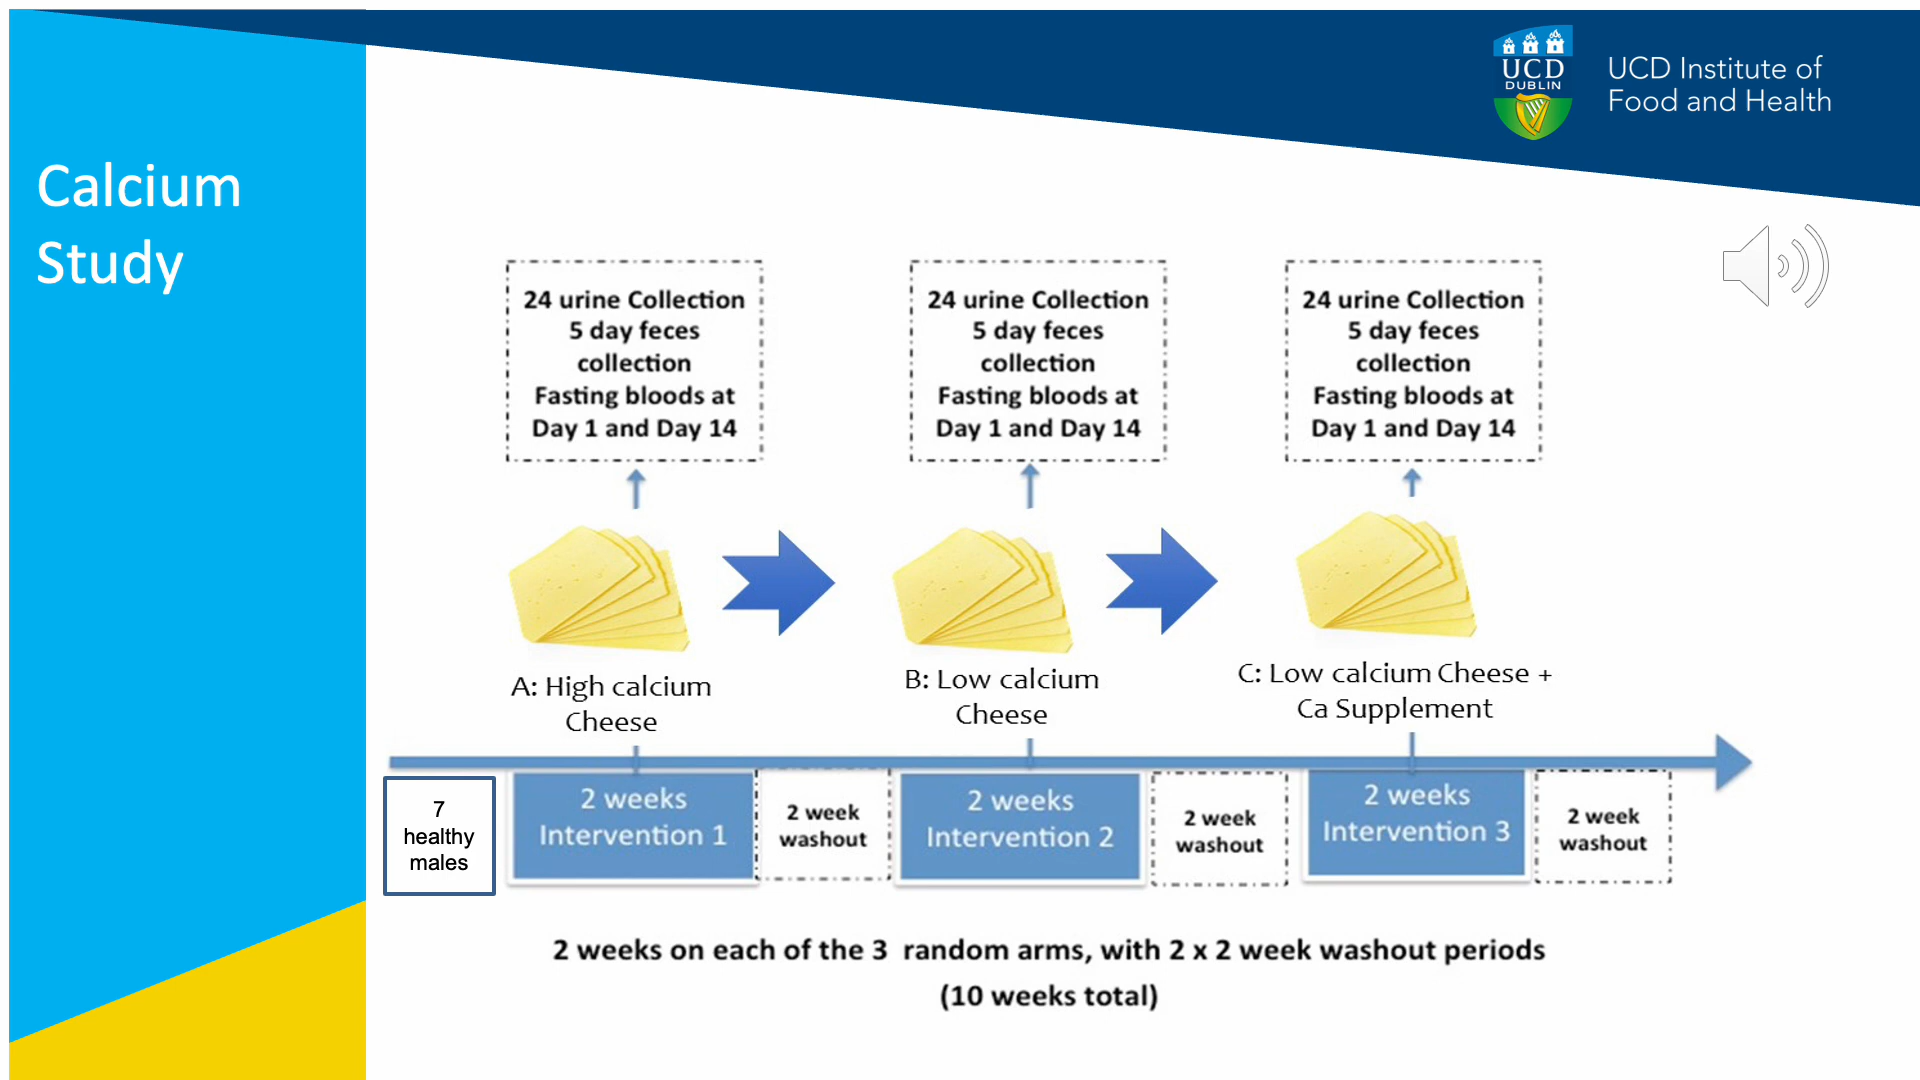 UCD
DUBLIN
UCD Institute of
Food and Health
Calcium
Study
24 urine Collection
5 day feces
collection
Fasting bloods at
Day 1 and Day 14
24 urine Collection
5 day feces
collection
Fasting bloods at
Day 1 and Day 14
24 urine Collection
5 day feces
collection
Fasting bloods at
Day 1 and Day 14
A: High calcium
Cheese
B: Low calcium
Cheese
C: Low calcium Cheese +
Ca Supplement
7
healthy
males
2 weeks
Intervention 1
2 week
washout
2 weeks
Intervention 2
2 week
washout
2 weeks
Intervention 3
2 week
washout
2 weeks on each of the 3 random arms, with 2 x 2 week washout periods
(10 weeks total)